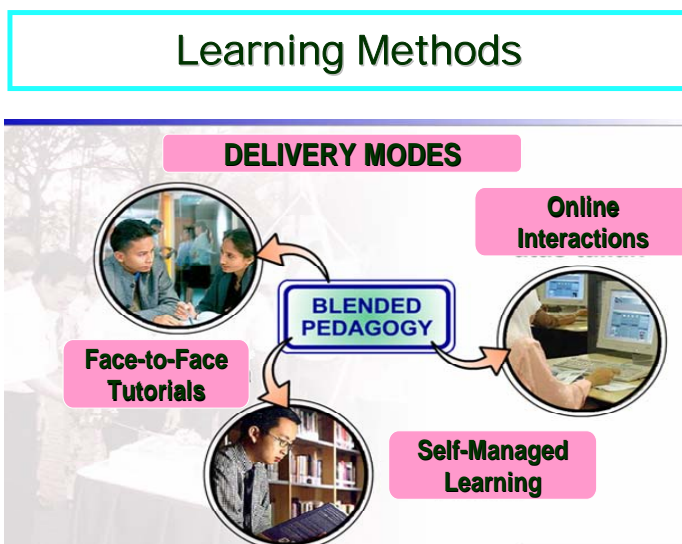 Learning Methods
DELIVERY MODES
Online
Interactions
BLENDED
PEDAGOGY
Face-to-Face
Tutorials
Self-Managed
Learning